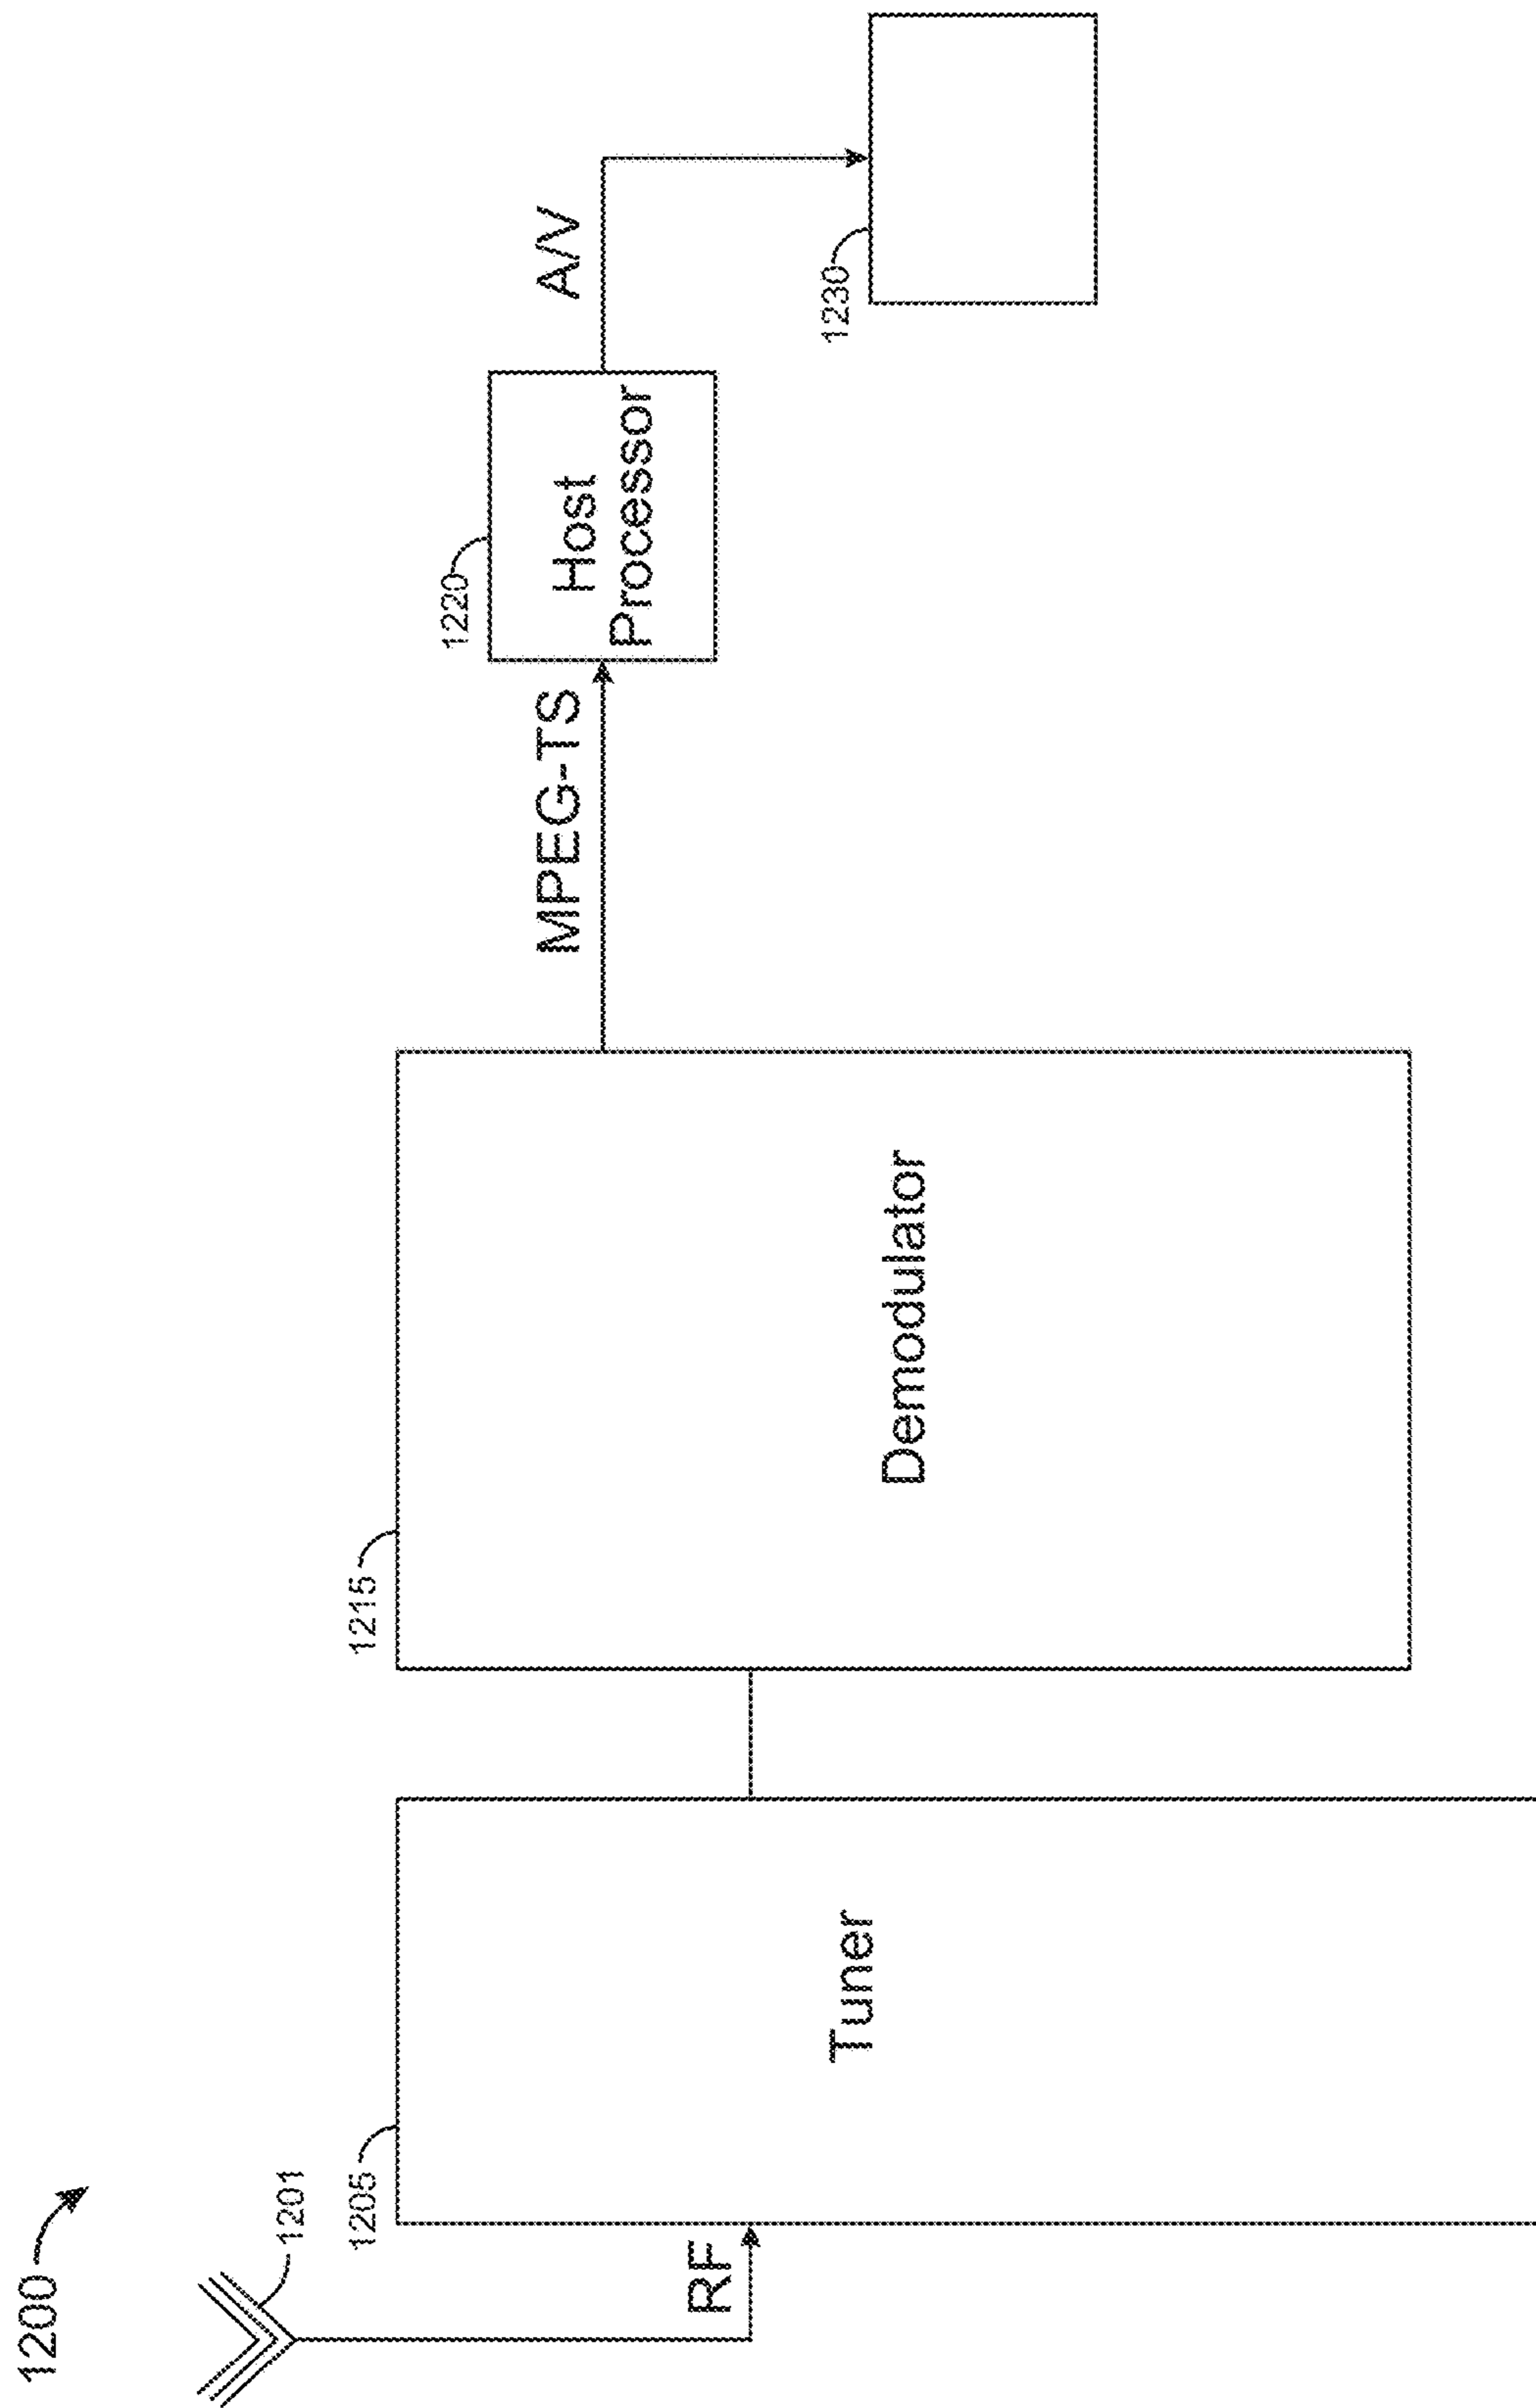 1200
1201
RF
1205
Tuner
1215
Demodulator
MPEG-TS
1220
Host
Processor
A/V
1230